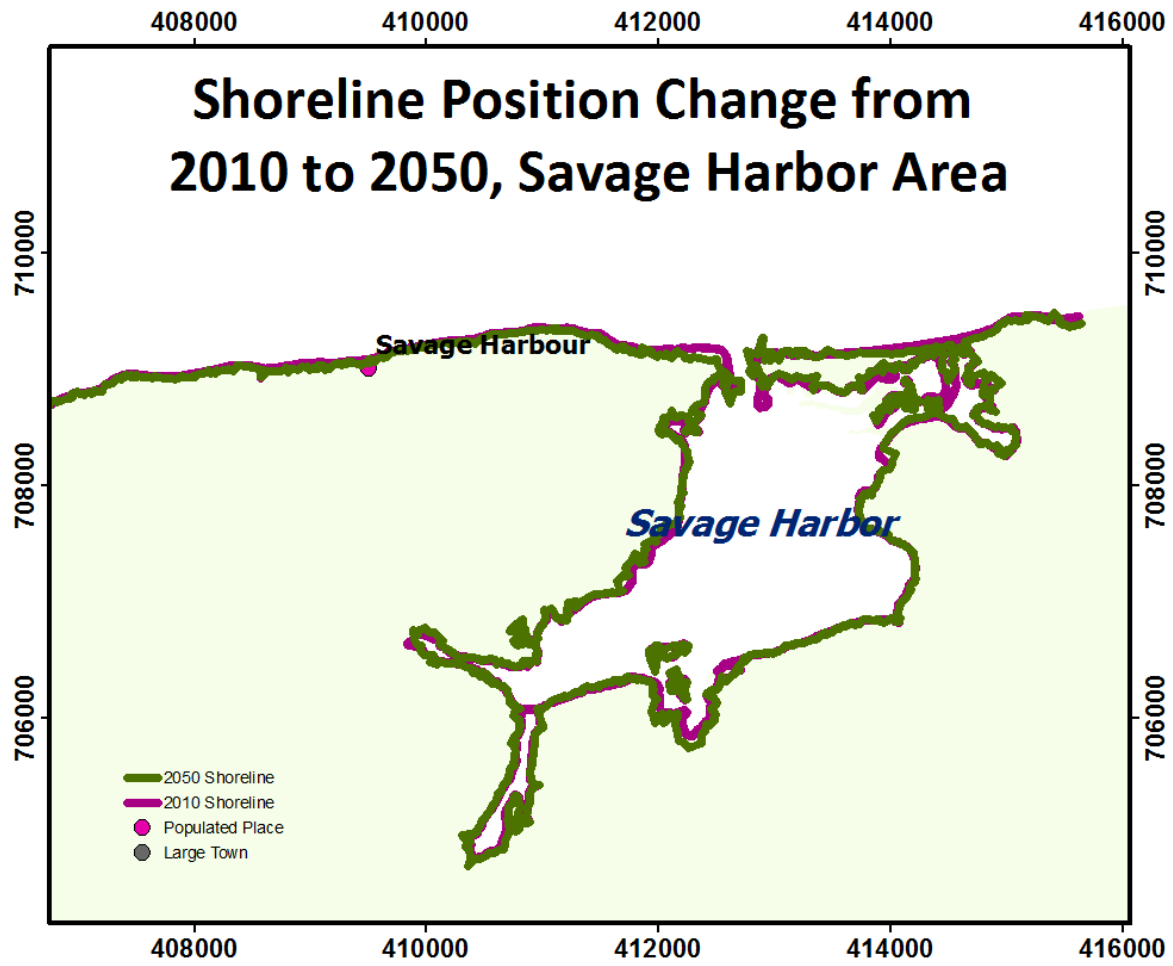 408000 410000 412000 414000 416000
Shoreline Position Change from
2010 to 2050, Savage Harbor Area
710000 710000
Savage Harbour
708000 708000
Savage Harbor
706000 706000
2050 Shoreline
2010 Shoreline
Populated Place
Large Town
408000 410000 412000 414000 416000